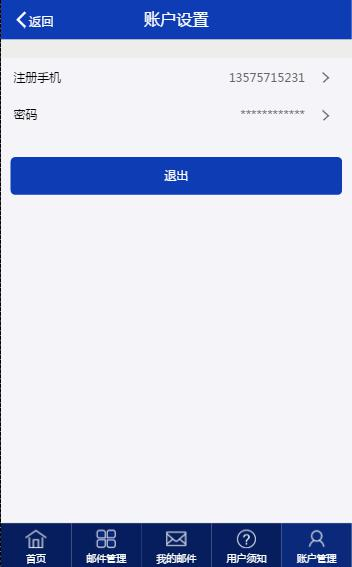 返回 账户设置
注册手机 13575715231
密码 ************
退出
首页 邮件管理 我的邮件 用户须知 账户管理